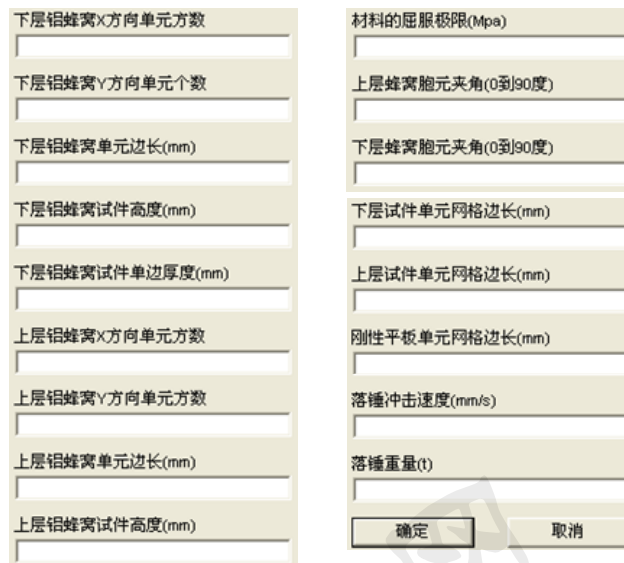 下层铝蜂窝X方向单元方数
下层铝蜂窝Y方向单元个数
下层铝蜂窝单元边长(mm)
下层铝蜂窝试件高度(mm)
下层铝蜂窝试件单边厚度(mm)
上层铝蜂窝X方向单元方数
上层铝蜂窝Y方向单元方数
上层铝蜂窝单元边长(mm)
上层铝蜂窝试件高度(mm)
材料的屈服极限(Mpa)
上层蜂窝胞元夹角(0到90度)
下层蜂窝胞元夹角(0到90度)
下层试件单元网格边长(mm)
上层试件单元网格边长(mm)
刚性平板单元网格边长(mm)
落锤冲击速度(mm/s)
落锤重量(t)
确定 取消